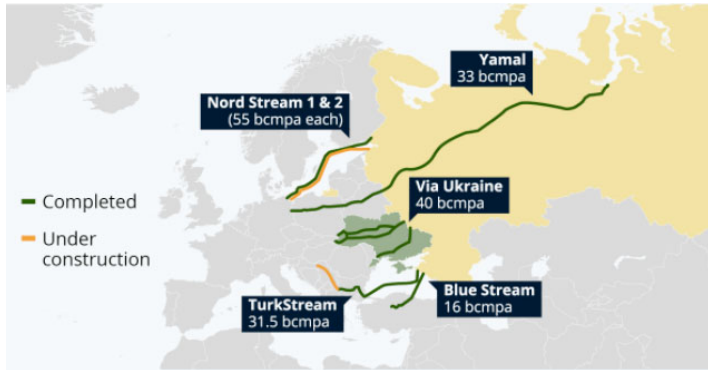 Yamal
33 bcmpa
Nord Stream 1 & 2
(55 bcmpa each)
Completed
Via Ukraine
40 bcmpa
Under
construction
TurkStream
31.5 bcmpa
Blue Stream
16 bcmpa